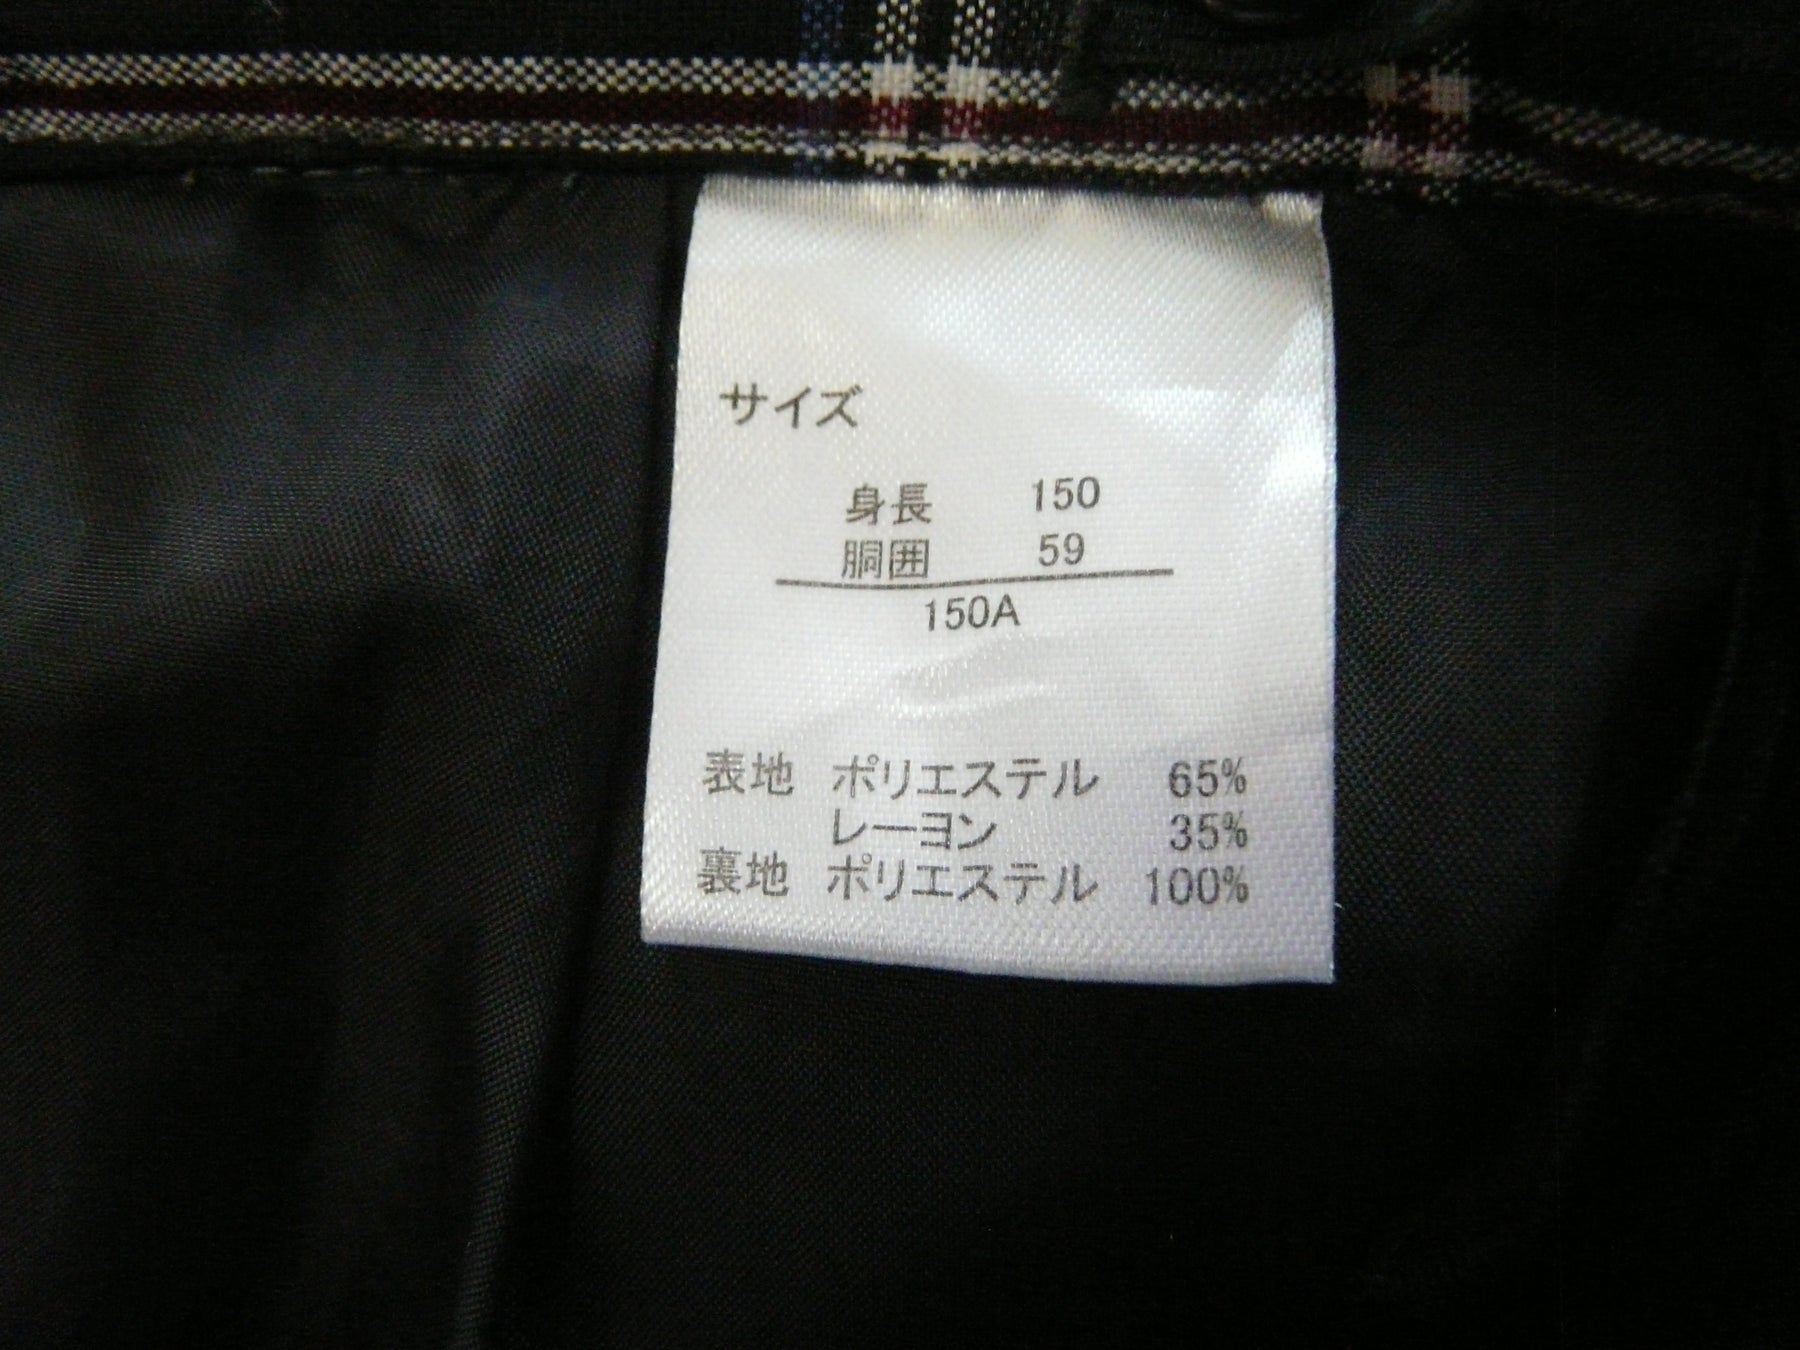 サイズ
身長 150
胴囲 59
150A
表地 ポリエステル 65%
レーヨン 35%
裏地 ポリエステル 100%